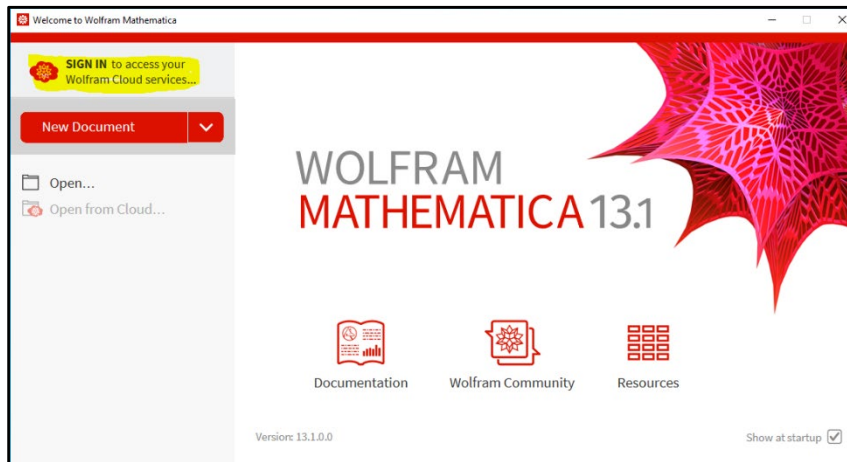 Welcome to Wolfram Mathematica
SIGN IN to access your
Wolfram Cloud services...
New Document
Open...
Open from Cloud...
WOLFRAM
MATHEMATICA 13.1
Documentation
Wolfram Community
Resources
Version: 13.1.0.0
Show at startup